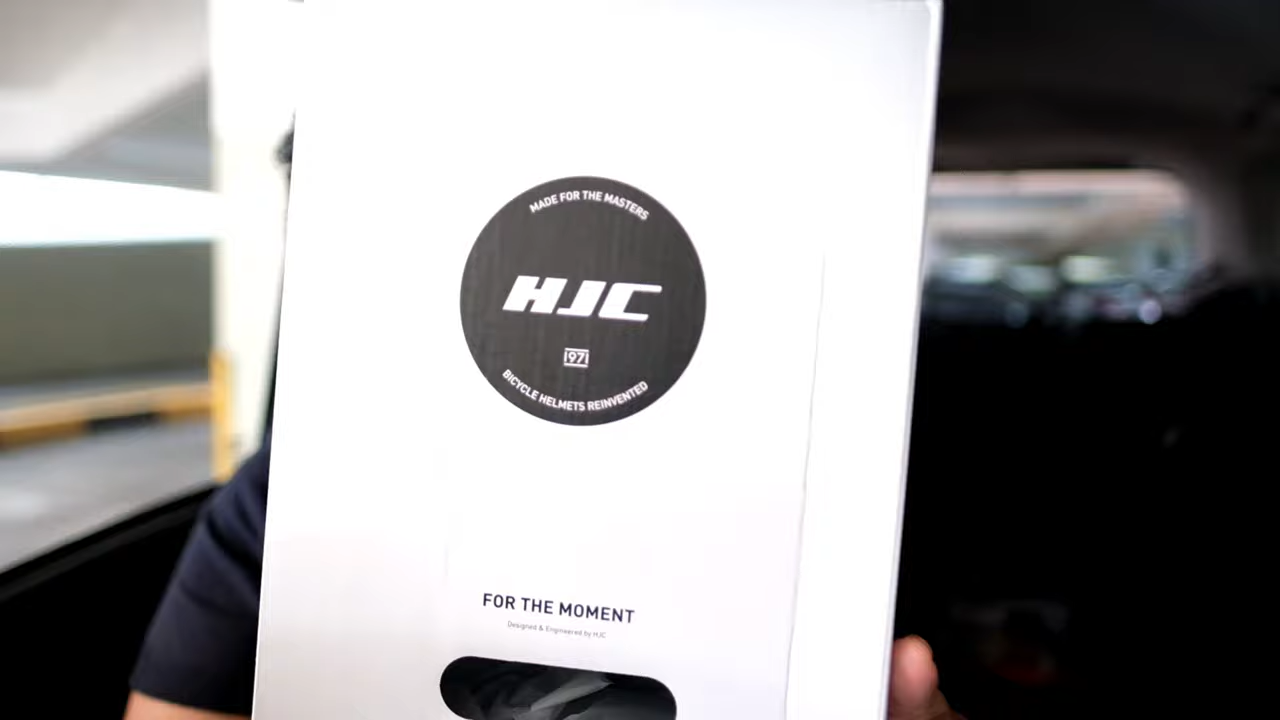 MADE FOR THE MASTERS
HJC
1971
BICYCLE HELMETS REINVENTED
FOR THE MOMENT
Designed & Engineered by HJC